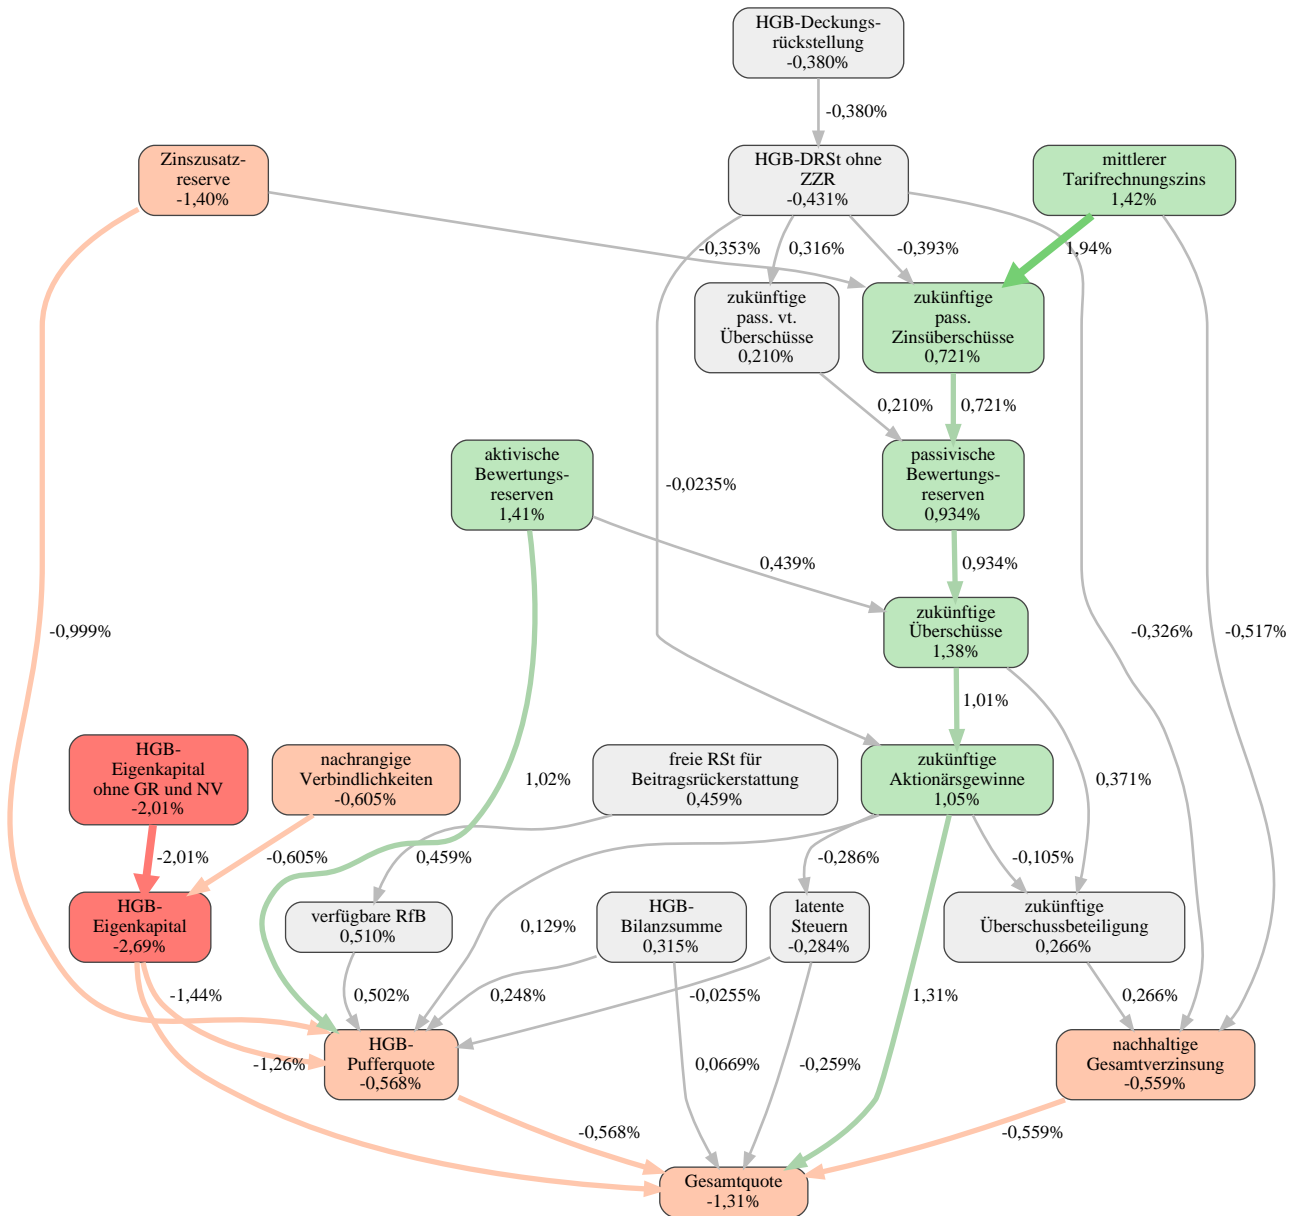 HGB-Deckungs-
rückstellung
-0,380%
-0,380%
Zinszusatz-
reserve
-1,40%
HGB-DRSt ohne
ZZR
-0,431%
mittlerer
Tarifrechnungszins
1,42%
-0,353%
0,316%
-0,393%
1,94%
zukünftige
pass. vt.
Überschüsse
0,210%
zukünftige
pass.
Zinsüberschüsse
0,721%
0,210%
0,721%
aktivische
Bewertungs-
reserven
1,41%
-0,0235%
passivische
Bewertungs-
reserven
0,934%
0,439%
0,934%
zukünftige
Überschüsse
1,38%
-0,999%
-0,326%
-0,517%
1,01%
HGB-
Eigenkapital
ohne GR und NV
-2,01%
nachrangige
Verbindlichkeiten
-0,605%
1,02%
freie RSt für
Beitragsrückerstattung
0,459%
zukünftige
Aktionärsgewinne
1,05%
0,371%
-2,01%
-0,605%
0,459%
-0,286%
-0,105%
HGB-
Eigenkapital
-2,69%
verfügbare RfB
0,510%
0,129%
HGB-
Bilanzsumme
0,315%
latente
Steuern
-0,284%
zukünftige
Überschussbeteiligung
0,266%
-1,44%
0,502%
0,248%
-0,0255%
1,31%
0,266%
-1,26%
HGB-
Pufferquote
-0,568%
0,0669%
-0,259%
nachhaltige
Gesamtverzinsung
-0,559%
-0,568%
-0,559%
Gesamtquote
-1,31%